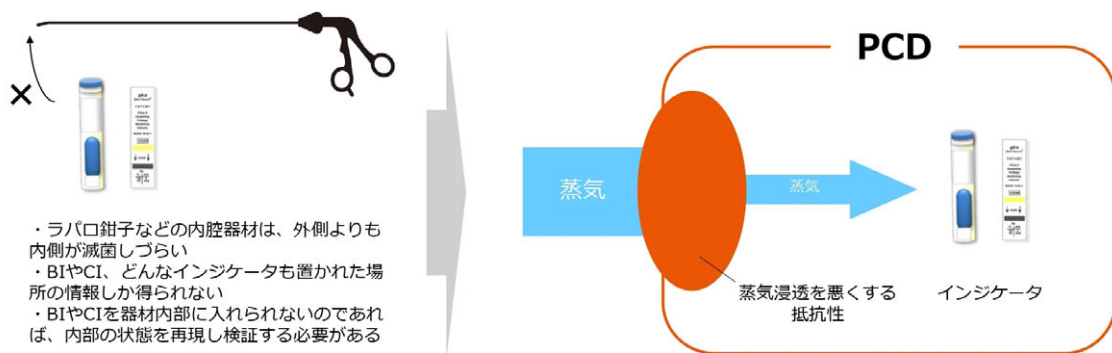 PCD
×
蒸気
蒸気
・ラパロ鉗子などの内腔器材は、外側よりも
内側が滅菌しづらい
・BIやCI、どんなインジケータも置かれた場
所の情報しか得られない
・BIやCIを器材内部に入れられないのであれ
ば、内部の状態を再現し検証する必要がある
蒸気浸透を悪くする
抵抗性
インジケータ